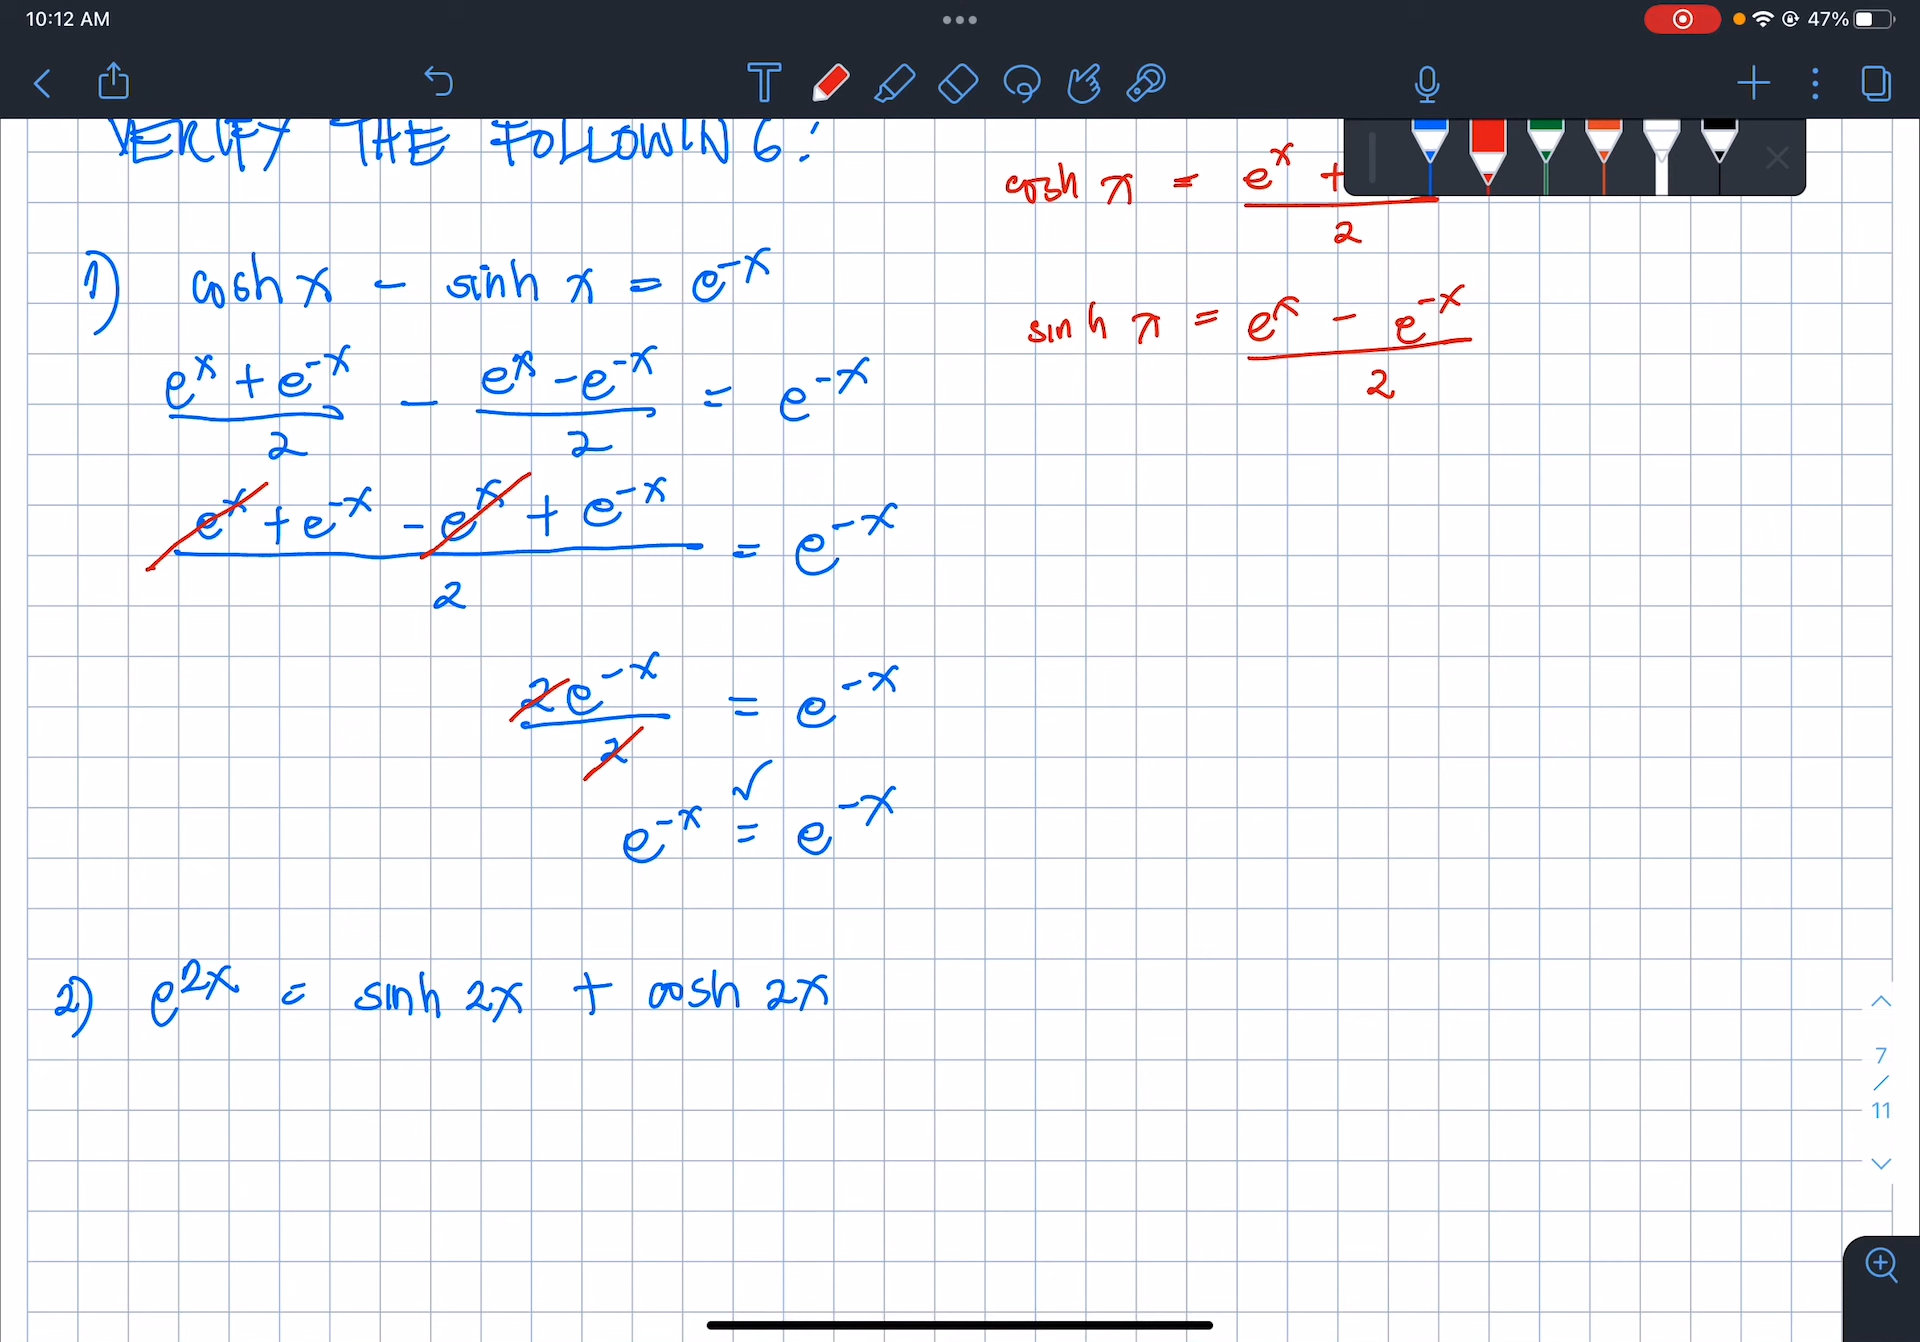 10:12 AM
47%
VERIFY THE FOLLOWING:
cosh x = e^x +
2
1) cosh x - sinh x = e^-x
sinh x = e^x - e^-x
2
e^x + e^-x - e^x - e^-x = e^-x
2 2
e^x + e^-x - e^x + e^-x = e^-x
2
2e^-x = e^-x
2
✓
e^-x = e^-x
2) e^2x = sinh 2x + cosh 2x
7
/
11